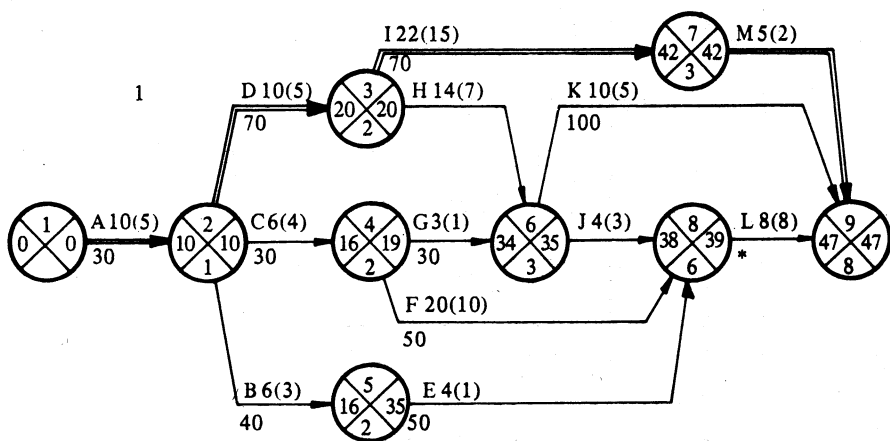 I 22(15)
M 5(2)
7
42 42
3
70
1
D 10(5)
3
20 20
2
H 14(7)
K 10(5)
70
100
1
0 0
A 10(5)
30
2
10 10
1
C 6(4)
30
4
16 19
2
G 3(1)
30
6
34 35
3
J 4(3)
8
38 39
6
L 8(8)
*
9
47 47
8
F 20(10)
50
B 6(3)
40
5
16 35
2
E 4(1)
50